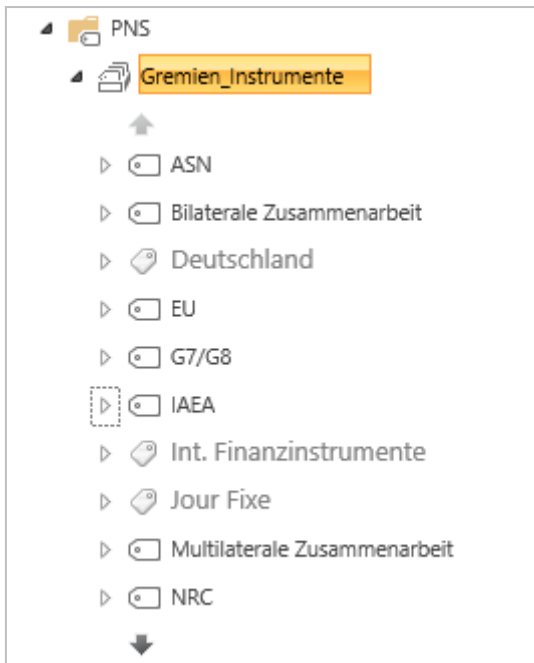 PNS
Gremien_Instrumente
ASN
Bilaterale Zusammenarbeit
Deutschland
EU
G7/G8
IAEA
Int. Finanzinstrumente
Jour Fixe
Multilaterale Zusammenarbeit
NRC